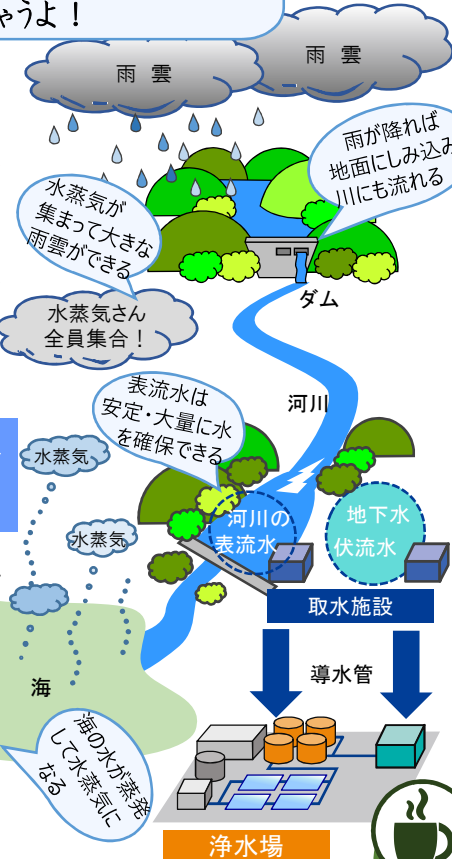 ゃうよ！
雨 雲
雨 雲
雨が降れば
地面にしみ込み
川にも流れる
水蒸気が
集まって大きな
雨雲ができる
ダム
水蒸気さん
全員集合！
河川
表流水は
安定・大量に水
を確保できる
水蒸気
水蒸気
河川の
表流水
地下水
伏流水
取水施設
導水管
海
海の水が蒸発
して水蒸気に
なる
浄水場